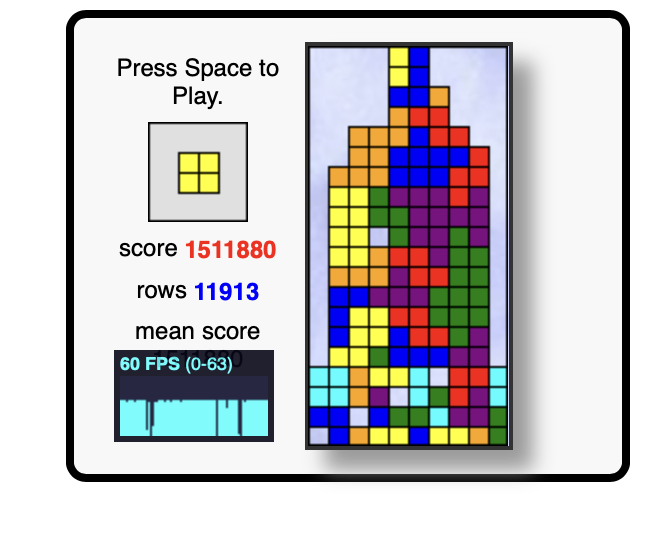 Press Space to
Play.
score 1511880
rows 11913
mean score
60 FPS (0-63)